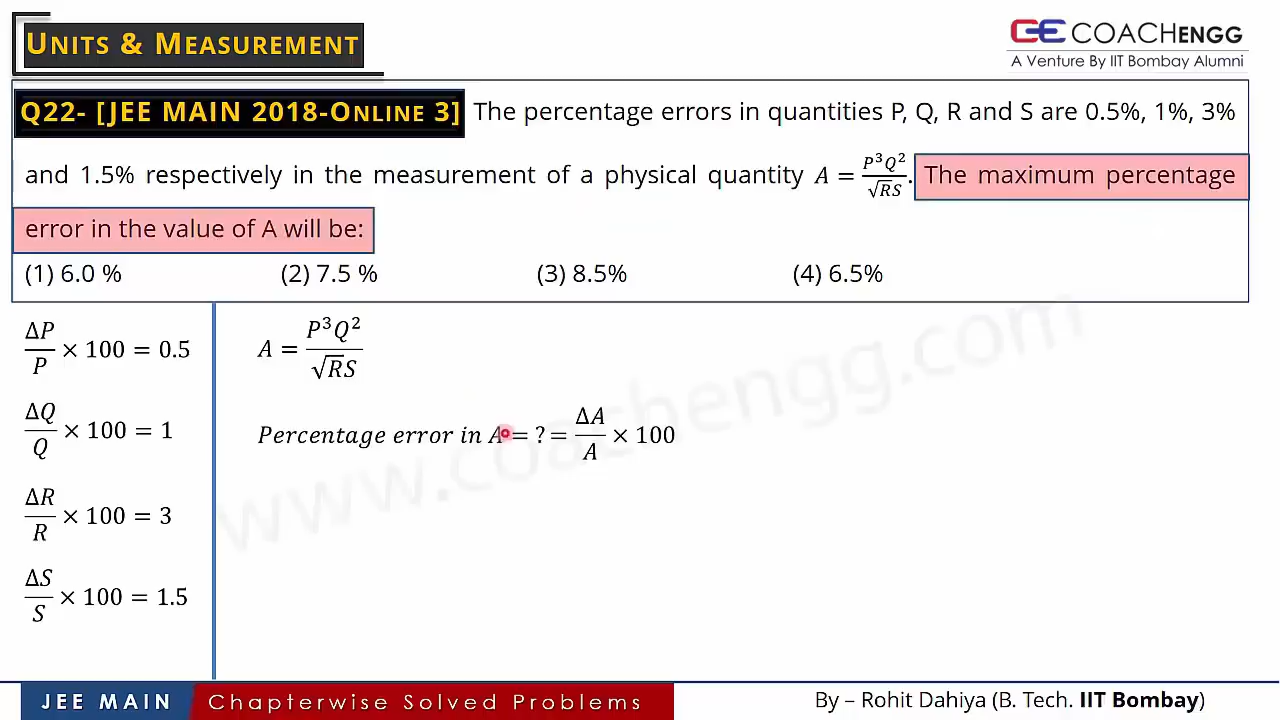 UNITS & MEASUREMENT
COACHENGG
A Venture By IIT Bombay Alumni
Q22- [JEE MAIN 2018-ONLINE 3] The percentage errors in quantities P, Q, R and S are 0.5%, 1%, 3%
and 1.5% respectively in the measurement of a physical quantity A = P³Q²/√RS. The maximum percentage
error in the value of A will be:
(1) 6.0 % (2) 7.5 % (3) 8.5% (4) 6.5%
ΔP/P × 100 = 0.5
ΔQ/Q × 100 = 1
ΔR/R × 100 = 3
ΔS/S × 100 = 1.5
A = P³Q²/√RS
Percentage error in A = ? = ΔA/A × 100
www.coachengg.com
JEE MAIN Chapterwise Solved Problems
By – Rohit Dahiya (B. Tech. IIT Bombay)